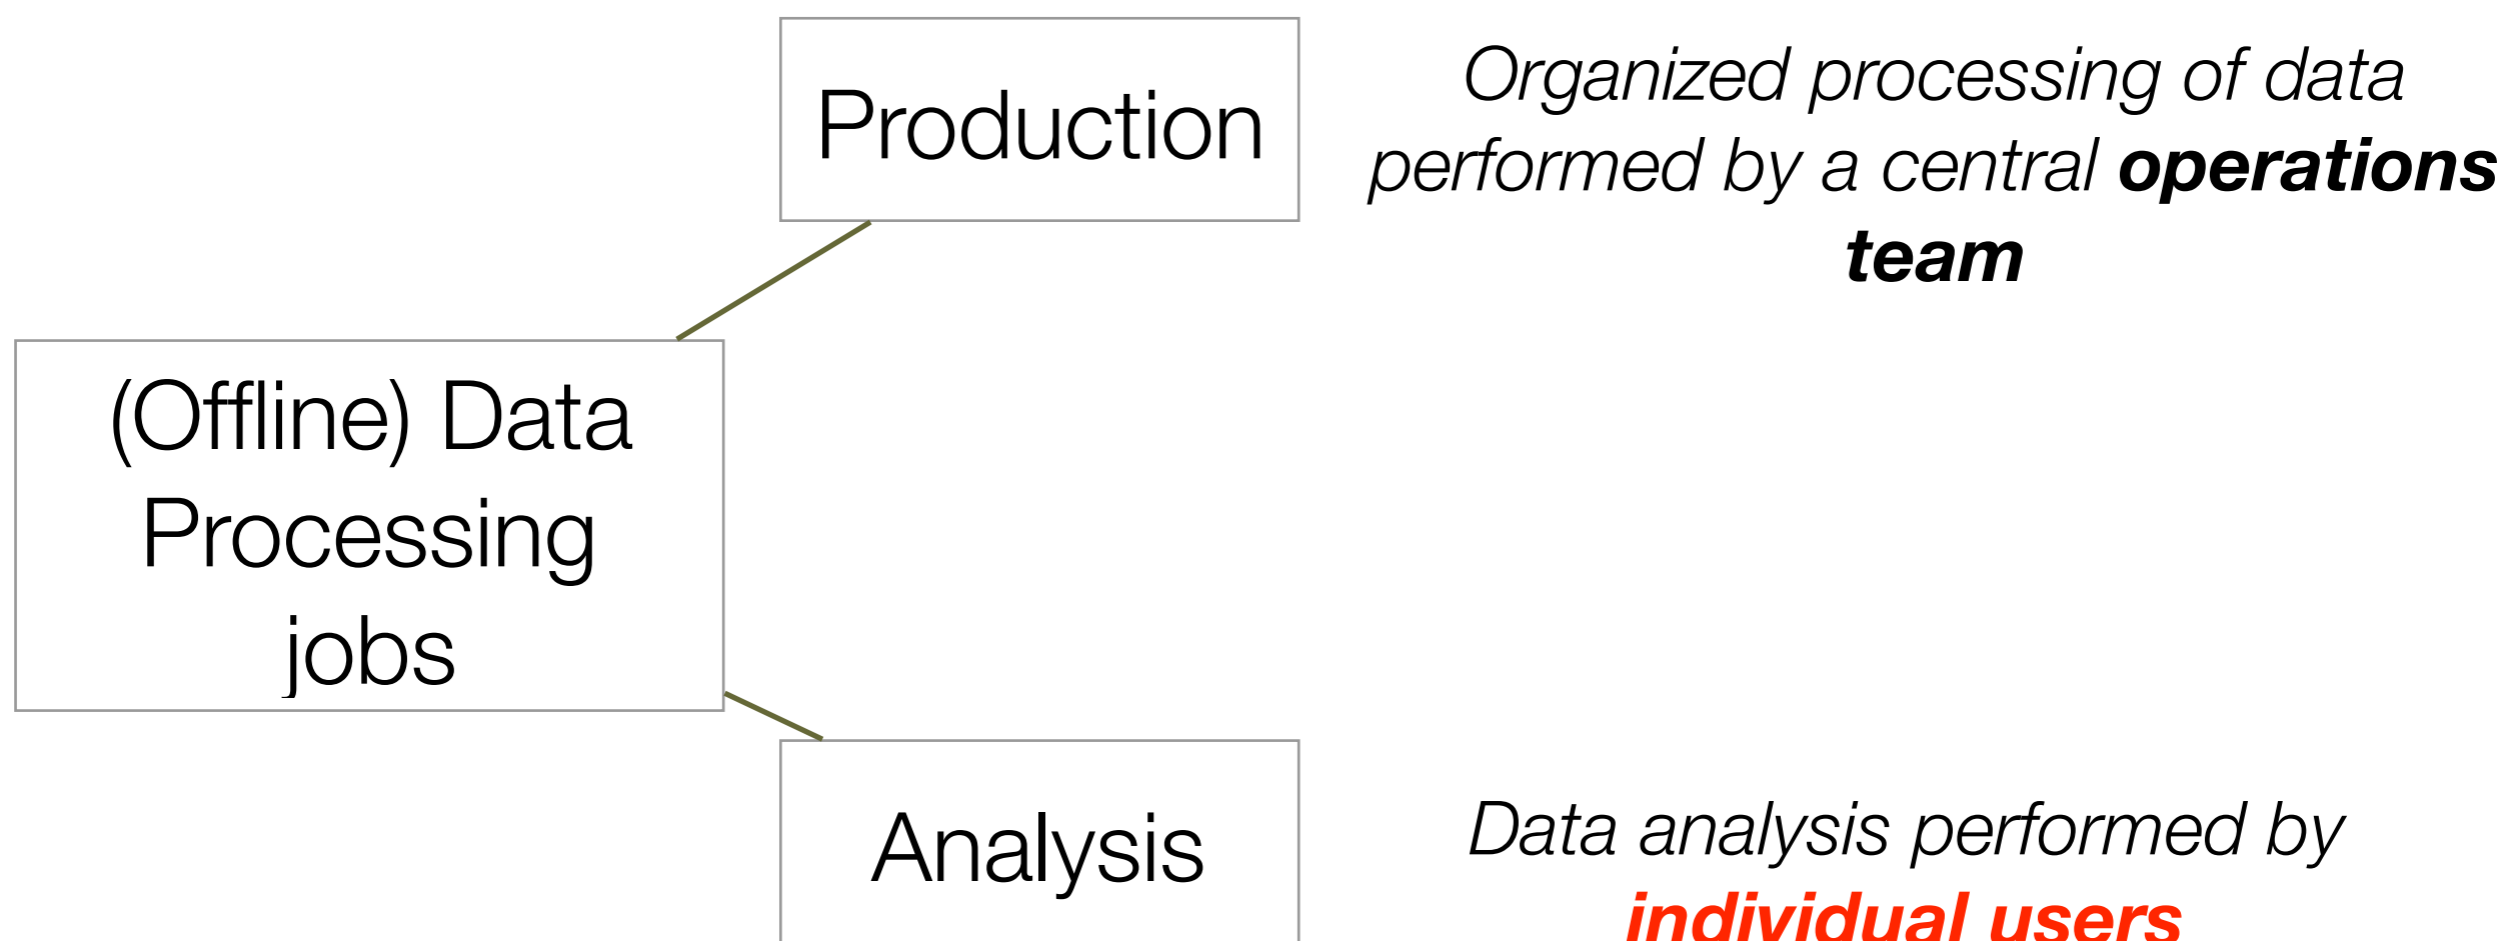 Production
Organized processing of data
performed by a central operations
team
(Offline) Data
Processing
jobs
Analysis
Data analysis performed by
individual users